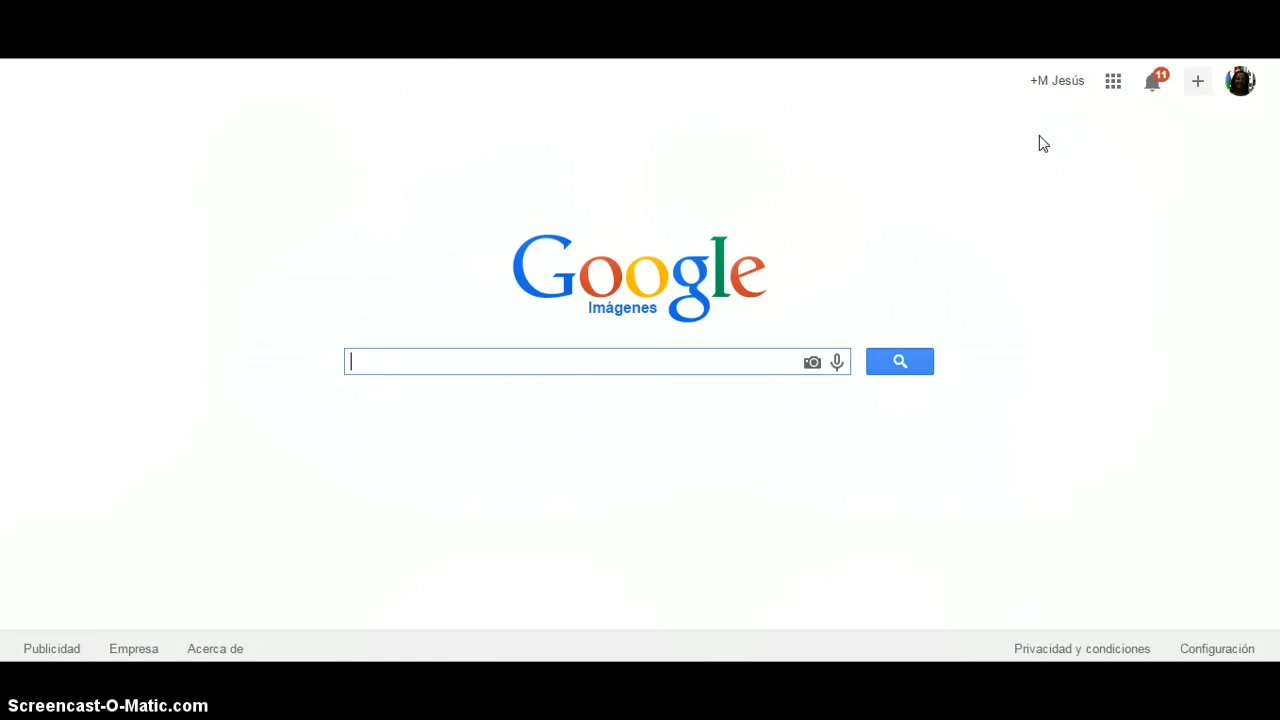 +M Jesús
11
Google
Imágenes
Publicidad Empresa Acerca de Privacidad y condiciones Configuración
Screencast-O-Matic.com